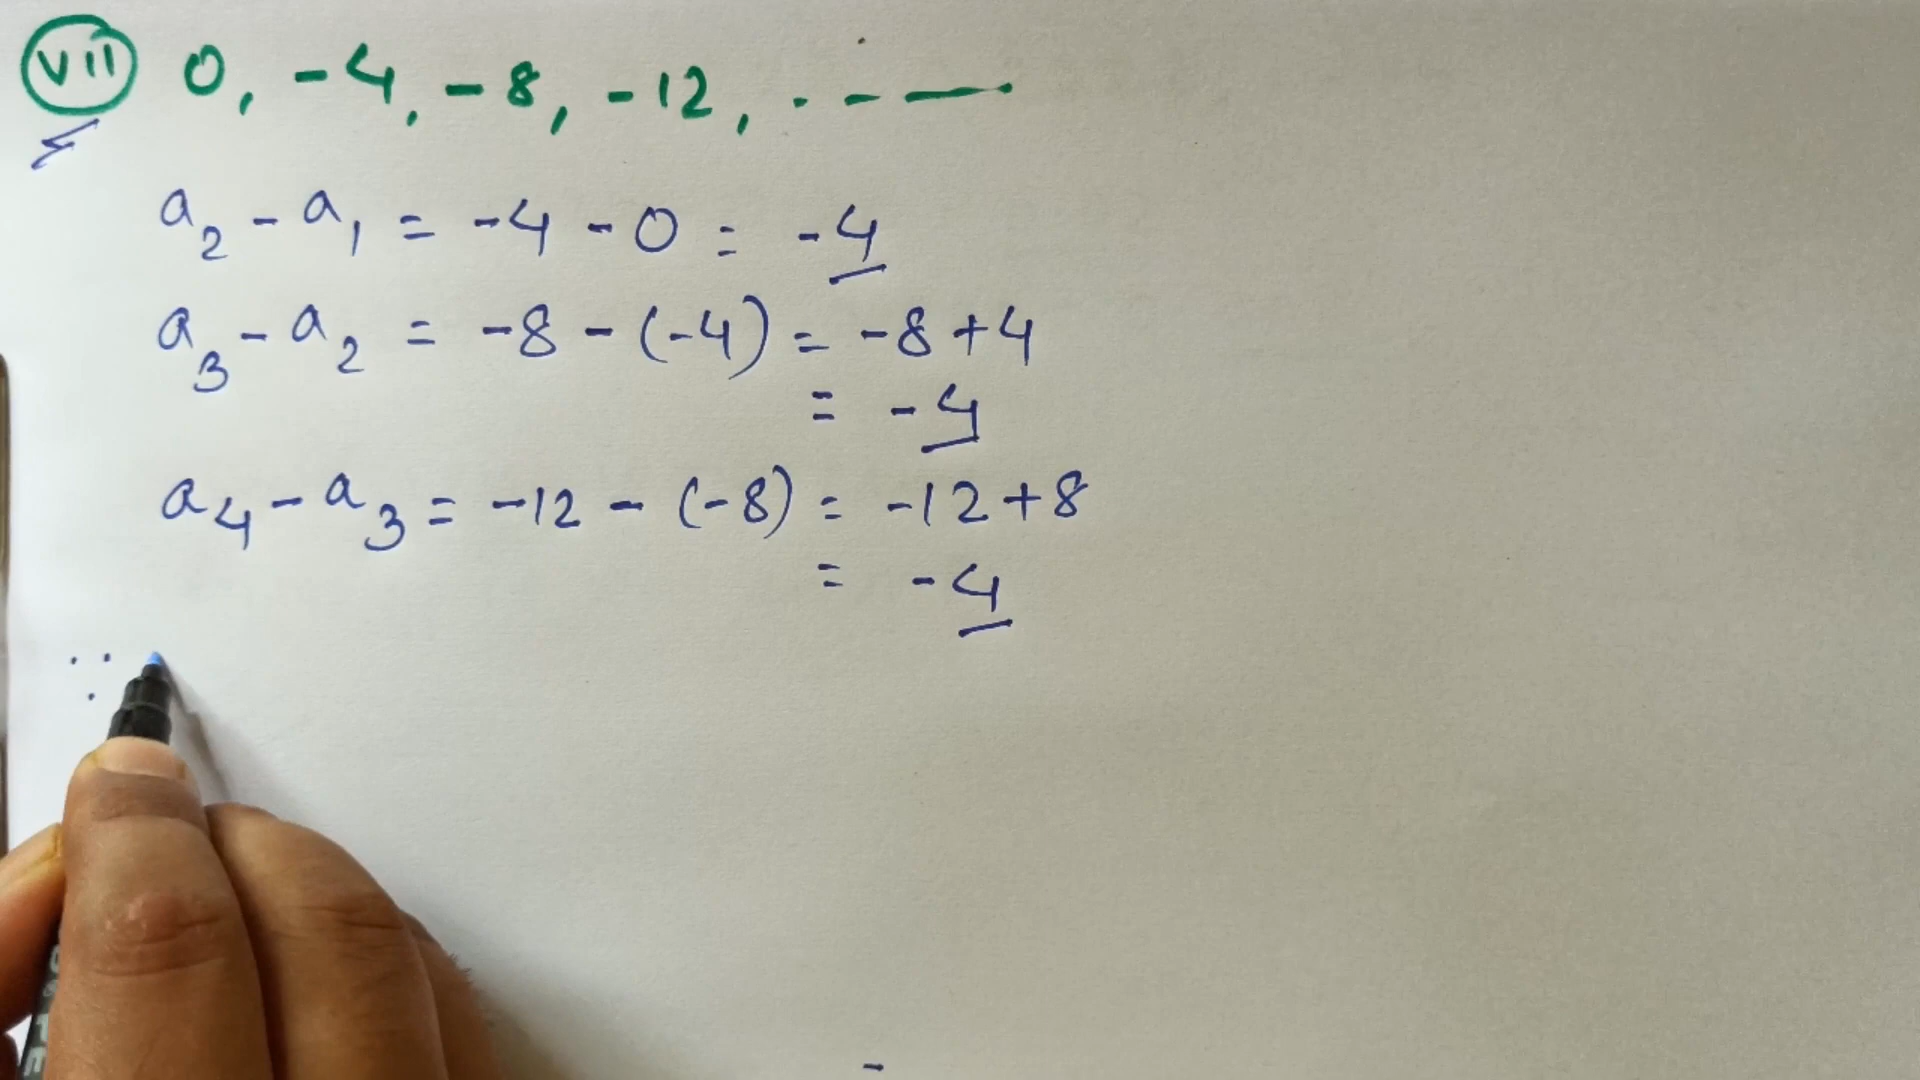 vii 0, -4, -8, -12, . - —
a₂ - a₁ = -4 - 0 = -4
a₃ - a₂ = -8 - (-4) = -8 + 4
= -4
a₄ - a₃ = -12 - (-8) = -12 + 8
= -4
∵